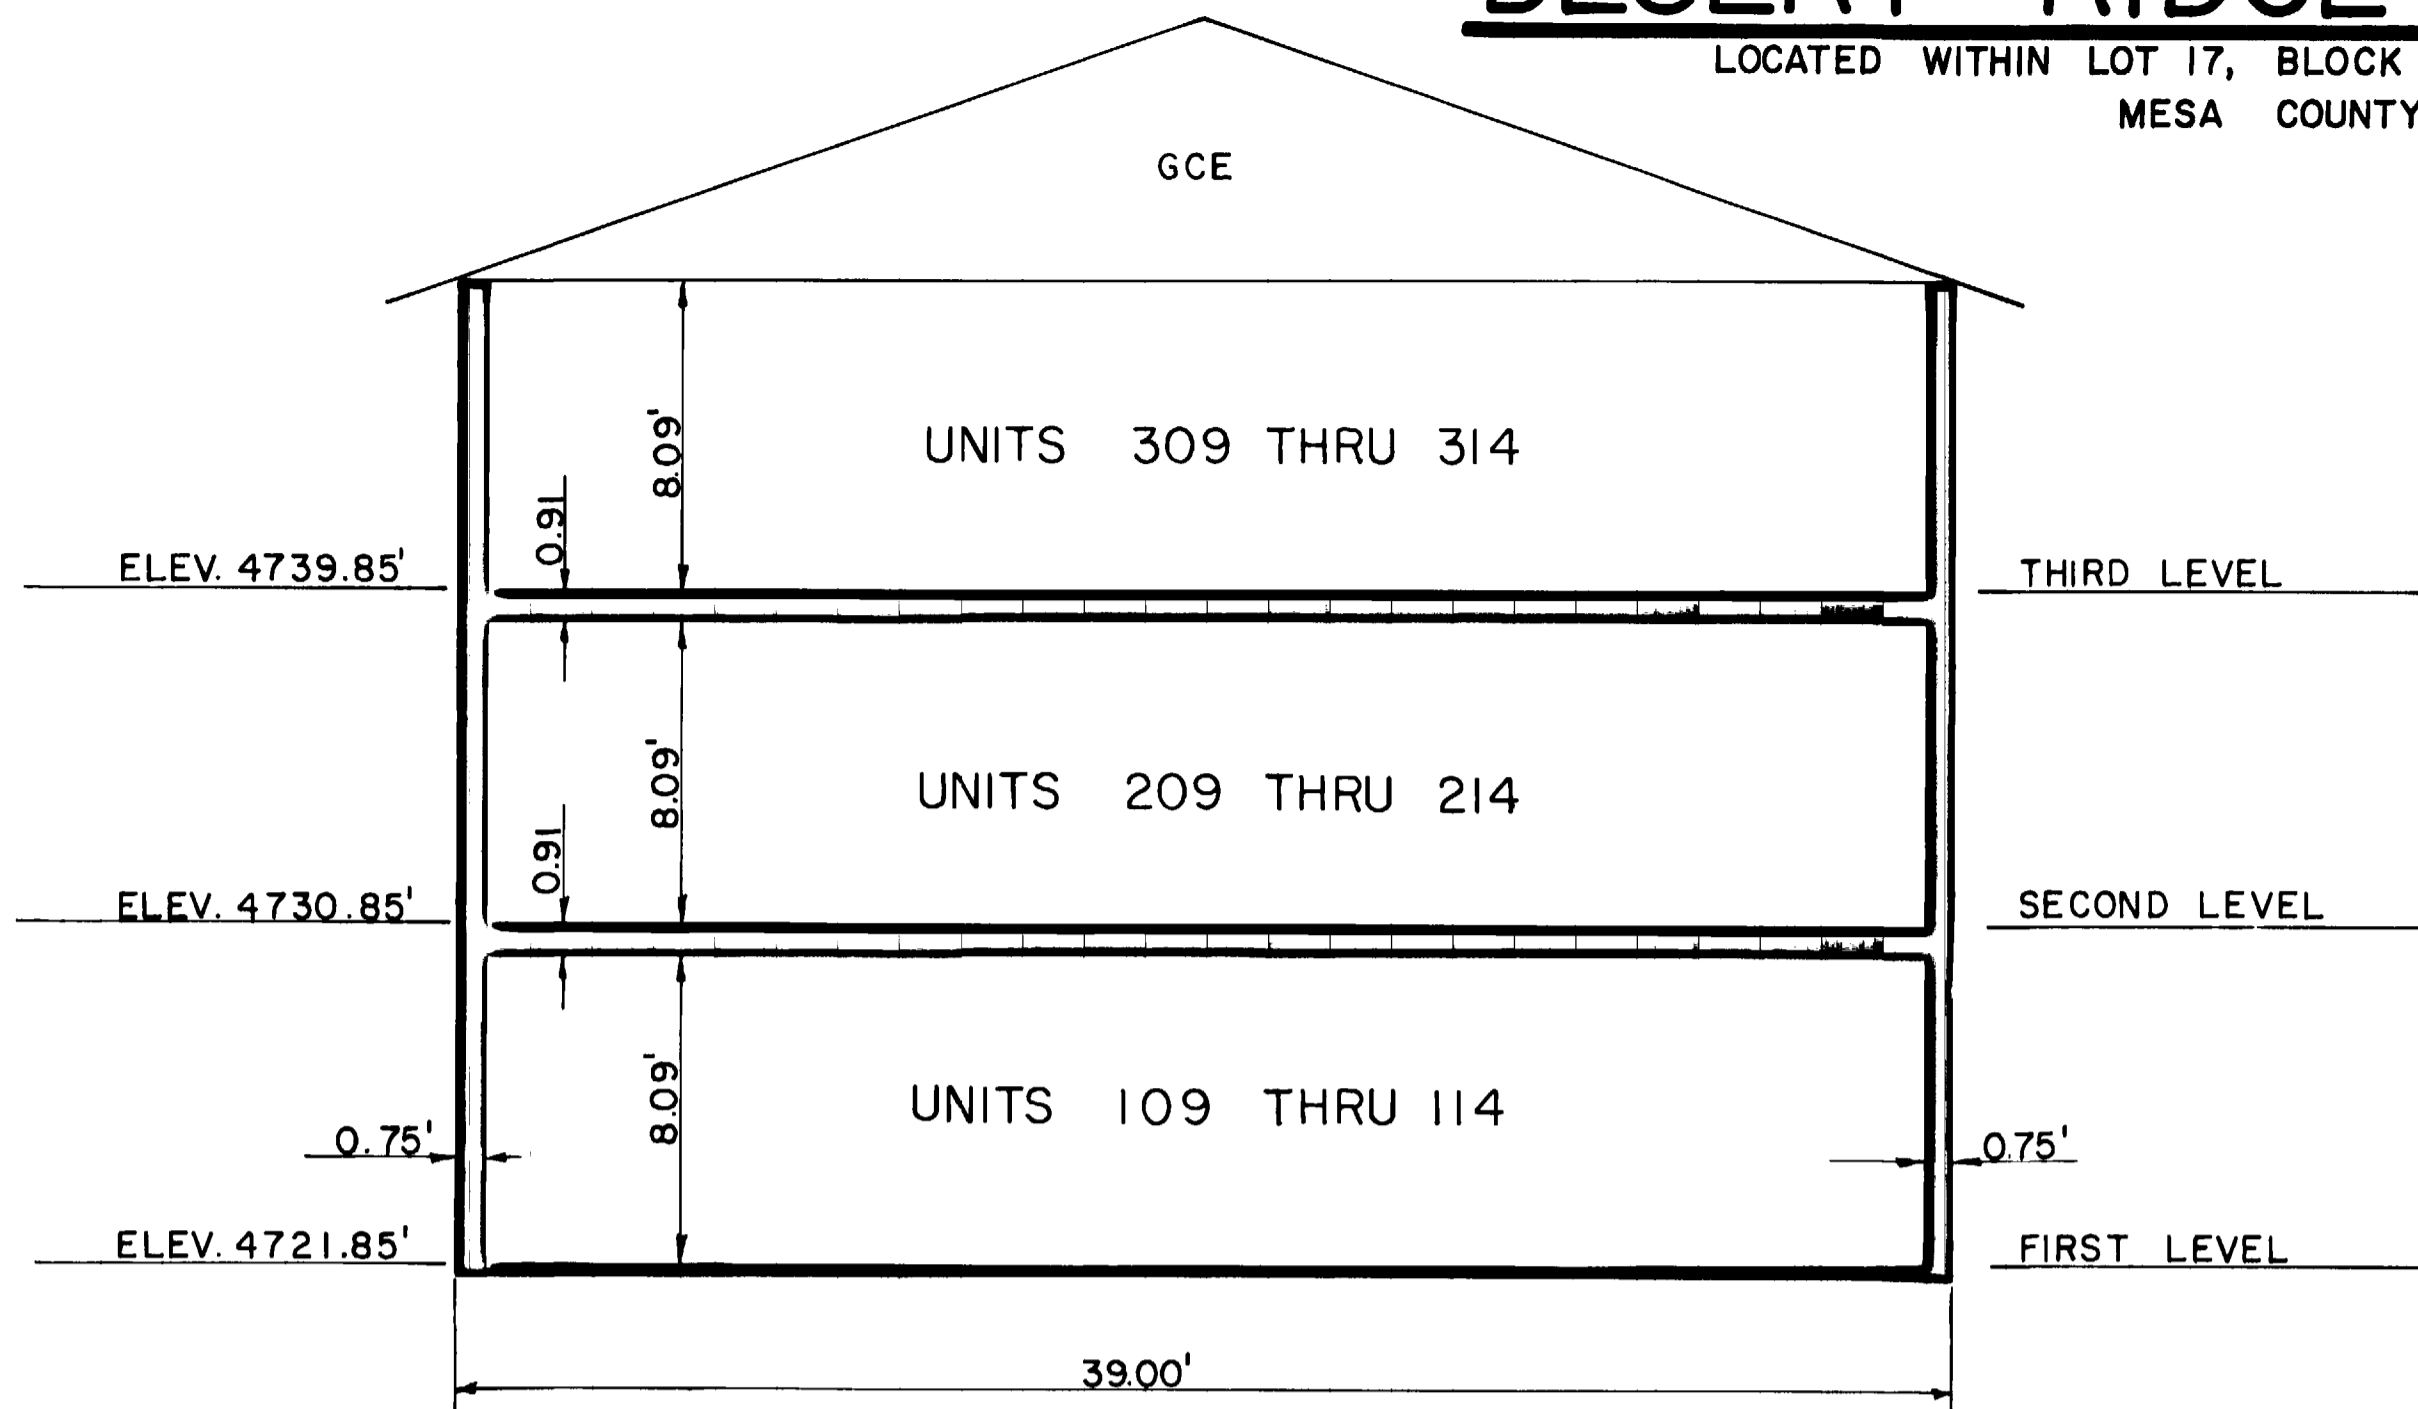 DESERT RIDGE
LOCATED WITHIN LOT 17, BLOCK
MESA COUNTY
GCE
UNITS 309 THRU 314
8.09'
0.91
ELEV. 4739.85'
THIRD LEVEL
UNITS 209 THRU 214
8.09'
0.91
ELEV. 4730.85'
SECOND LEVEL
UNITS 109 THRU 114
8.09'
0.75'
0.75'
ELEV. 4721.85'
FIRST LEVEL
39.00'